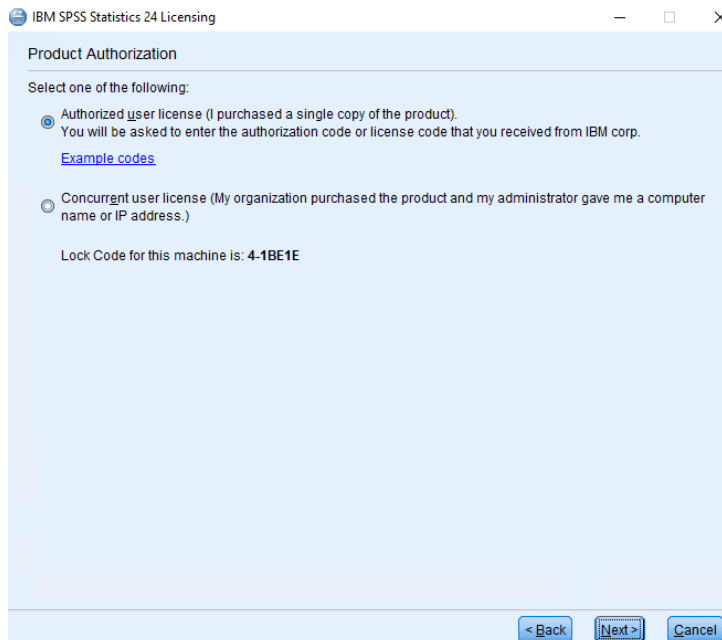 IBM SPSS Statistics 24 Licensing
Product Authorization
Select one of the following:
Authorized user license (I purchased a single copy of the product).
You will be asked to enter the authorization code or license code that you received from IBM corp.
Example codes
Concurrent user license (My organization purchased the product and my administrator gave me a computer
name or IP address.)
Lock Code for this machine is: 4-1BE1E
< Back Next > Cancel